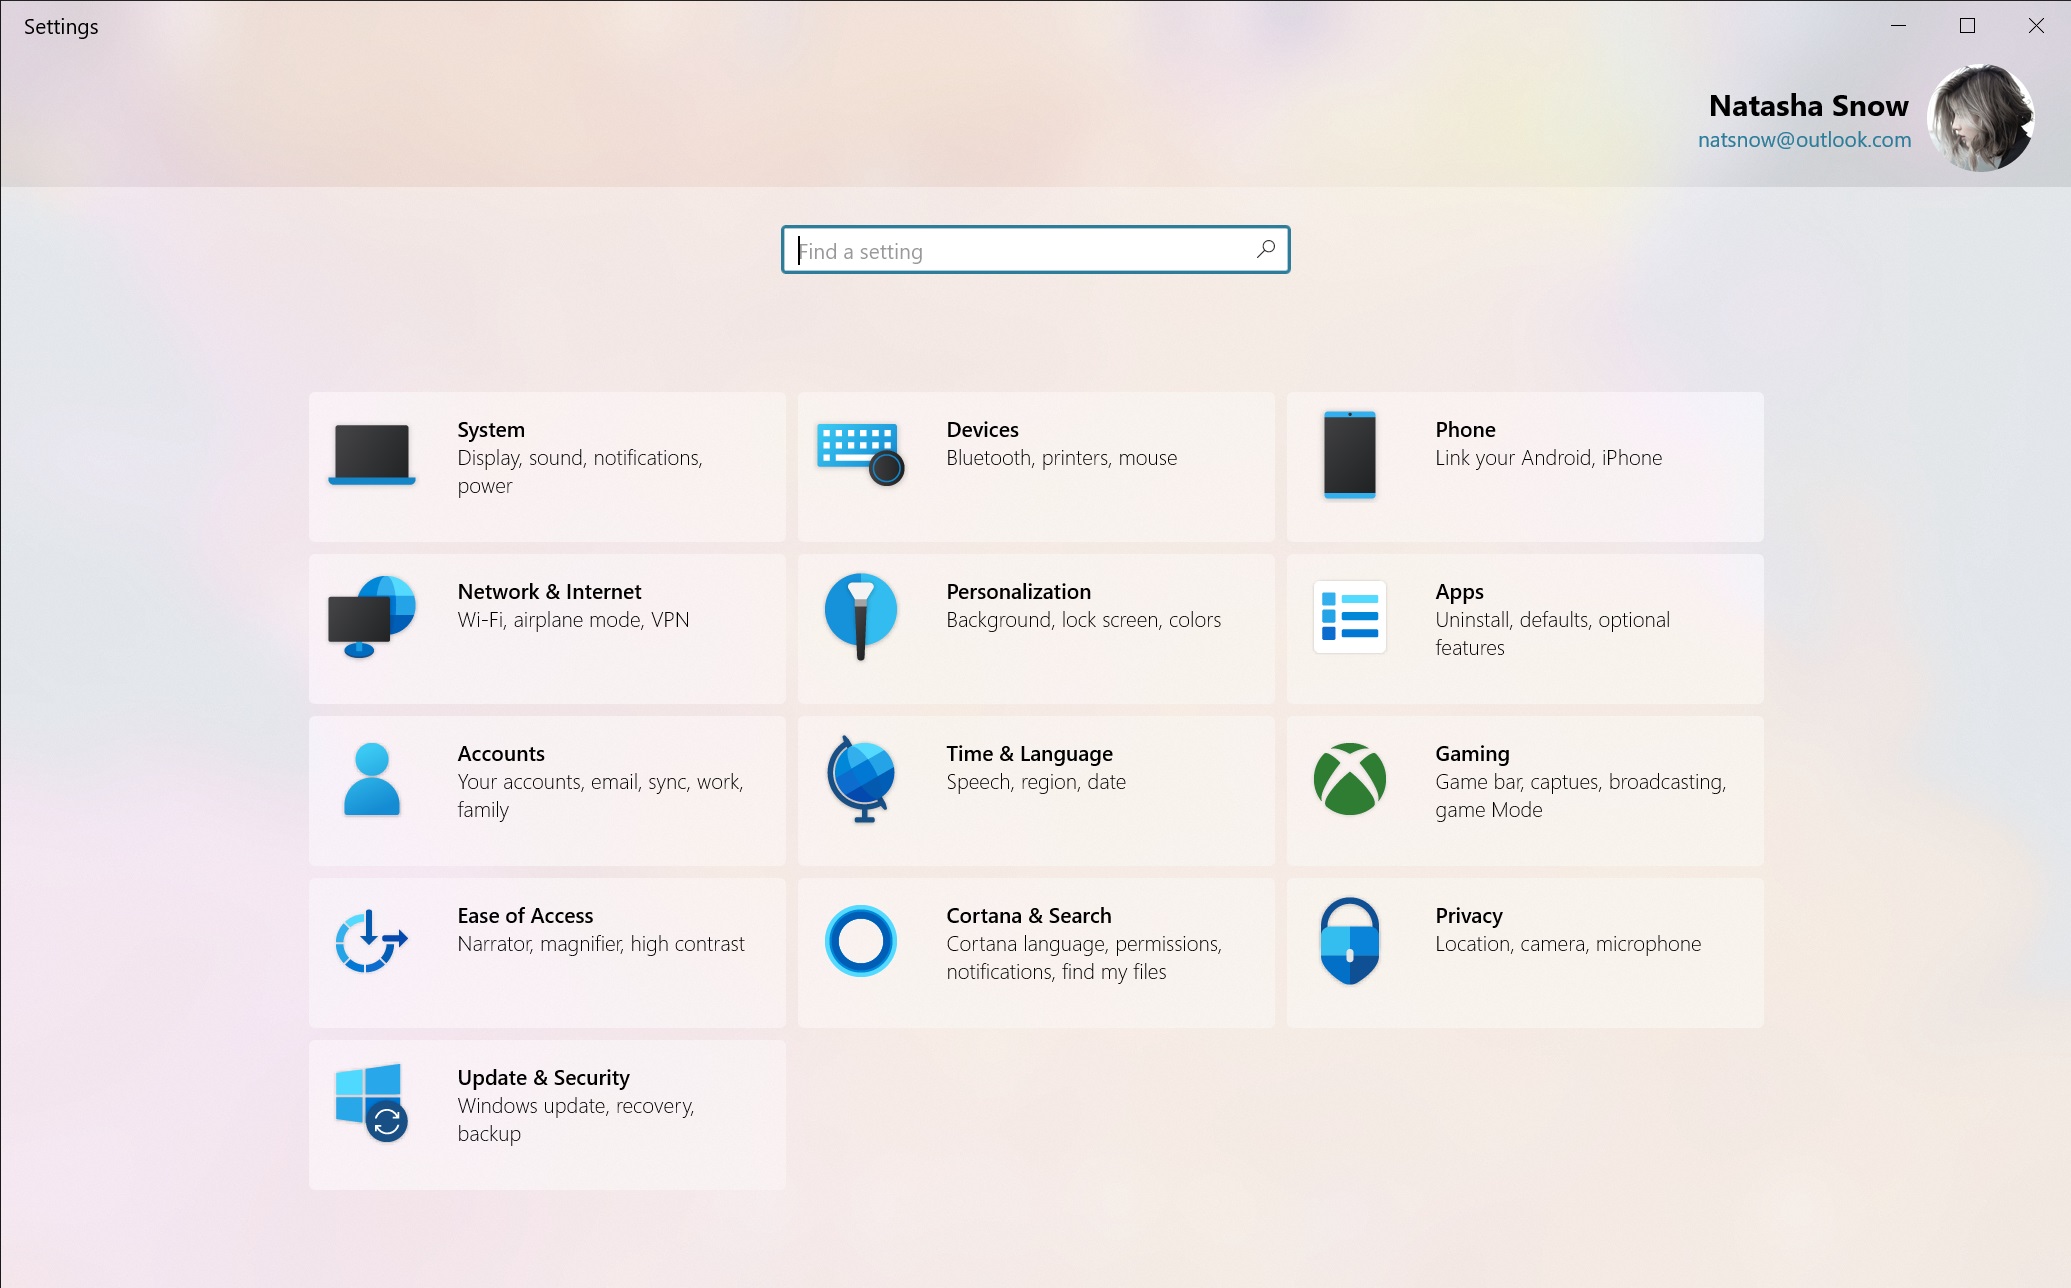 Settings
Natasha Snow
natsnow@outlook.com
Find a setting
System
Display, sound, notifications,
power
Devices
Bluetooth, printers, mouse
Phone
Link your Android, iPhone
Network & Internet
Wi-Fi, airplane mode, VPN
Personalization
Background, lock screen, colors
Apps
Uninstall, defaults, optional
features
Accounts
Your accounts, email, sync, work,
family
Time & Language
Speech, region, date
Gaming
Game bar, captues, broadcasting,
game Mode
Ease of Access
Narrator, magnifier, high contrast
Cortana & Search
Cortana language, permissions,
notifications, find my files
Privacy
Location, camera, microphone
Update & Security
Windows update, recovery,
backup